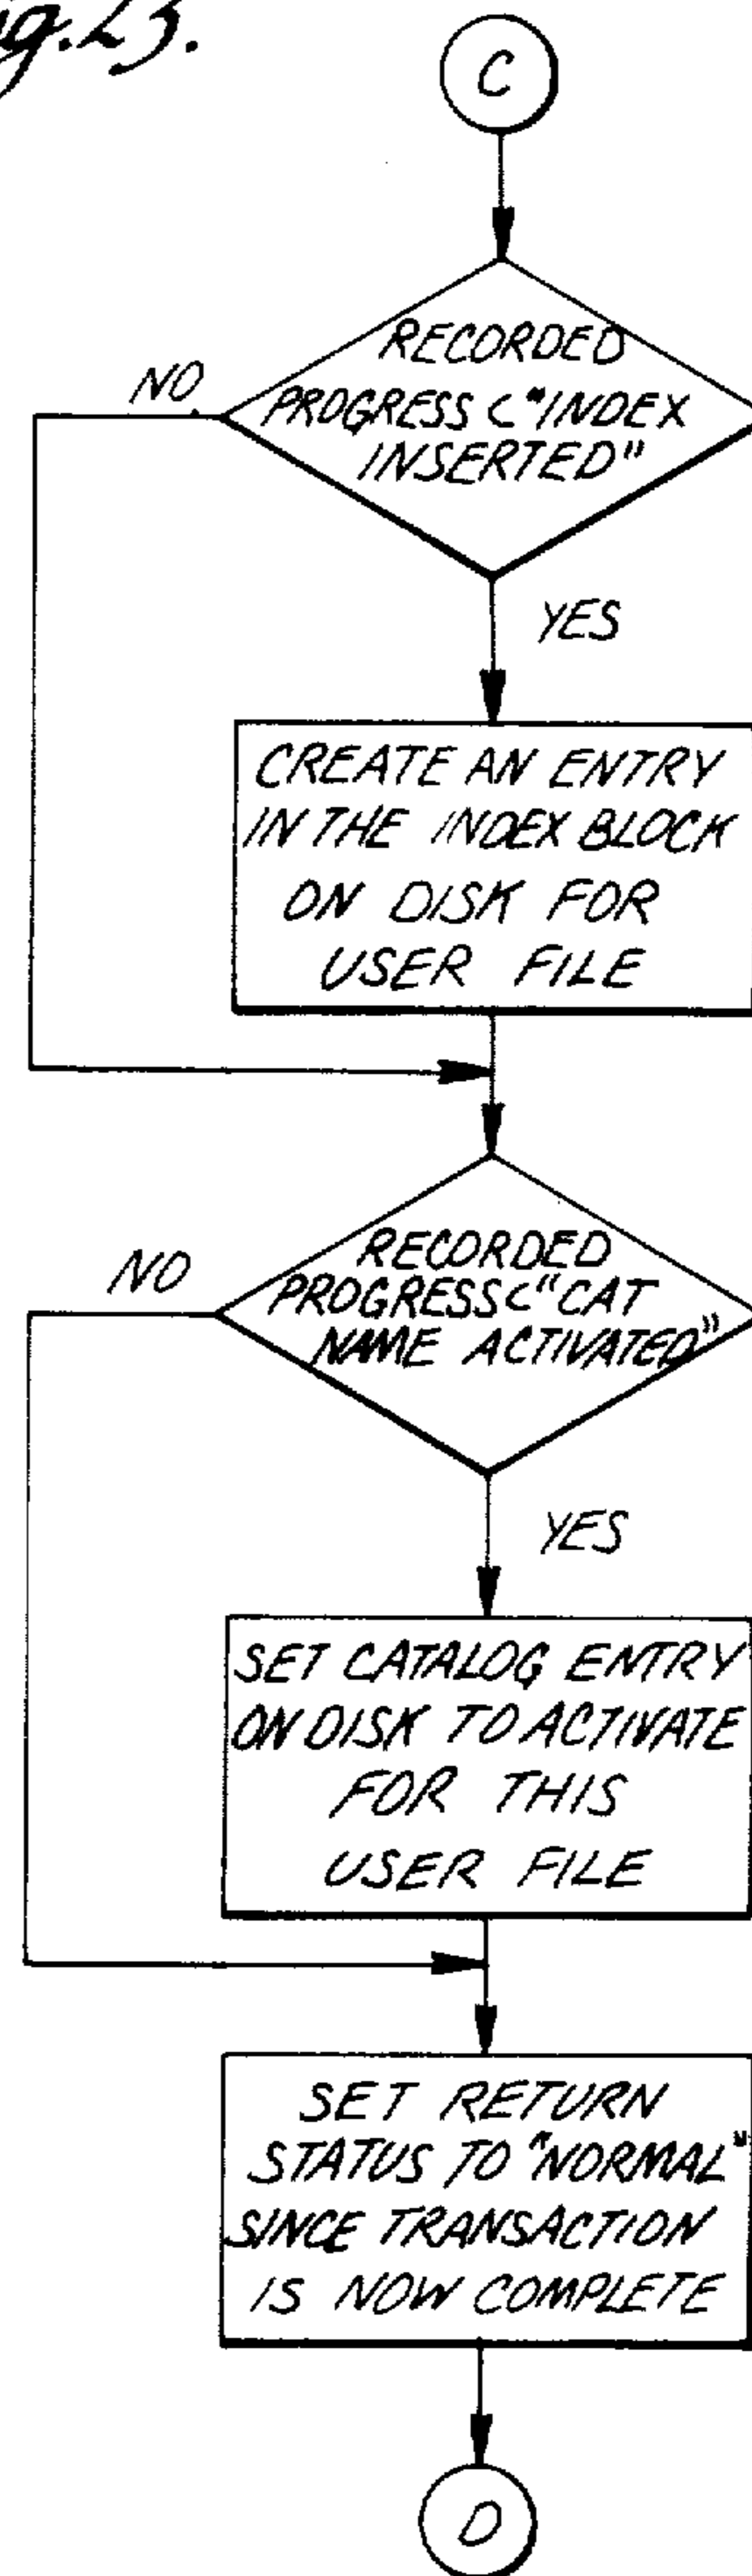 C
RECORDED
NO
PROGRESS < "INDEX
INSERTED"
YES
CREATE AN ENTRY
IN THE INDEX BLOCK
ON DISK FOR
USER FILE
RECORDED
NO
PROGRESS < "CAT
NAME ACTIVATED"
YES
SET CATALOG ENTRY
ON DISK TO ACTIVATE
FOR THIS
USER FILE
SET RETURN
STATUS TO "NORMAL"
SINCE TRANSACTION
IS NOW COMPLETE
D